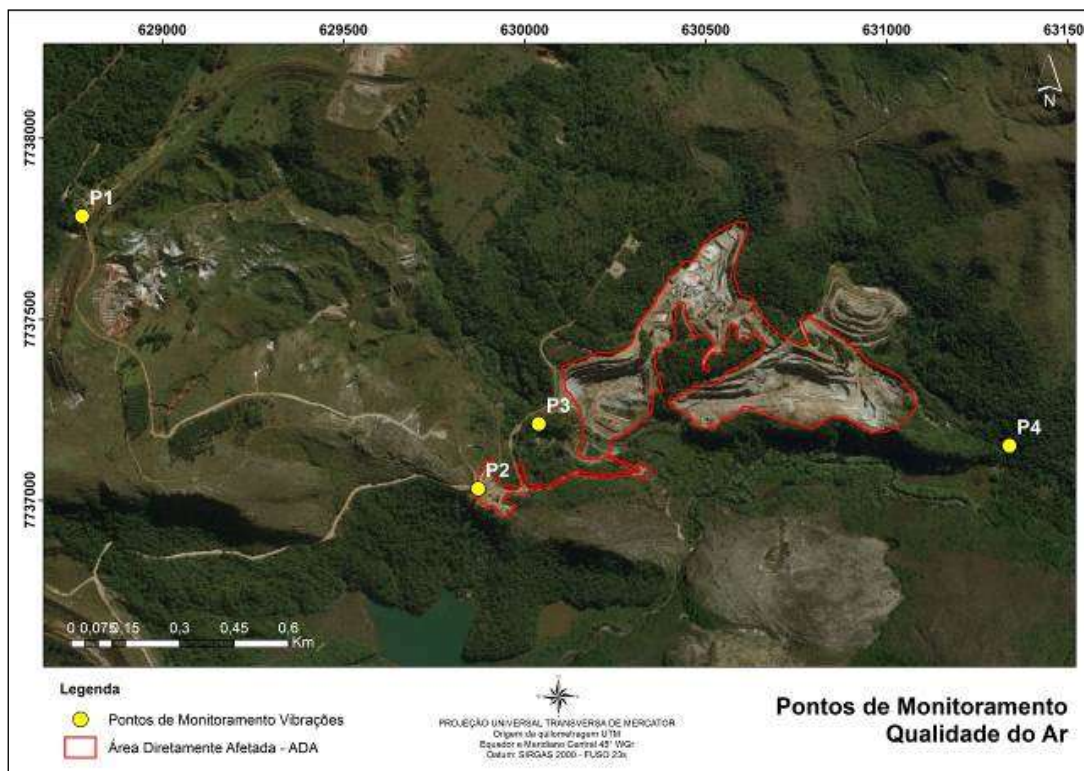 629000 629500 630000 630500 631000 63150
7738000
7737500
7737000
N
P1
P3
P4
P2
0 0,075 0,15 0,3 0,45 0,6
Km
Legenda
Pontos de Monitoramento Vibrações
Área Diretamente Afetada - ADA
PROJEÇÃO UNIVERSAL TRANSVERSA DE MERCATOR
Origem da quilometragem UTM
Equador e Meridiano Central 45° WGr
Datum: SIRGAS 2000 - FUSO 23s
Pontos de Monitoramento
Qualidade do Ar